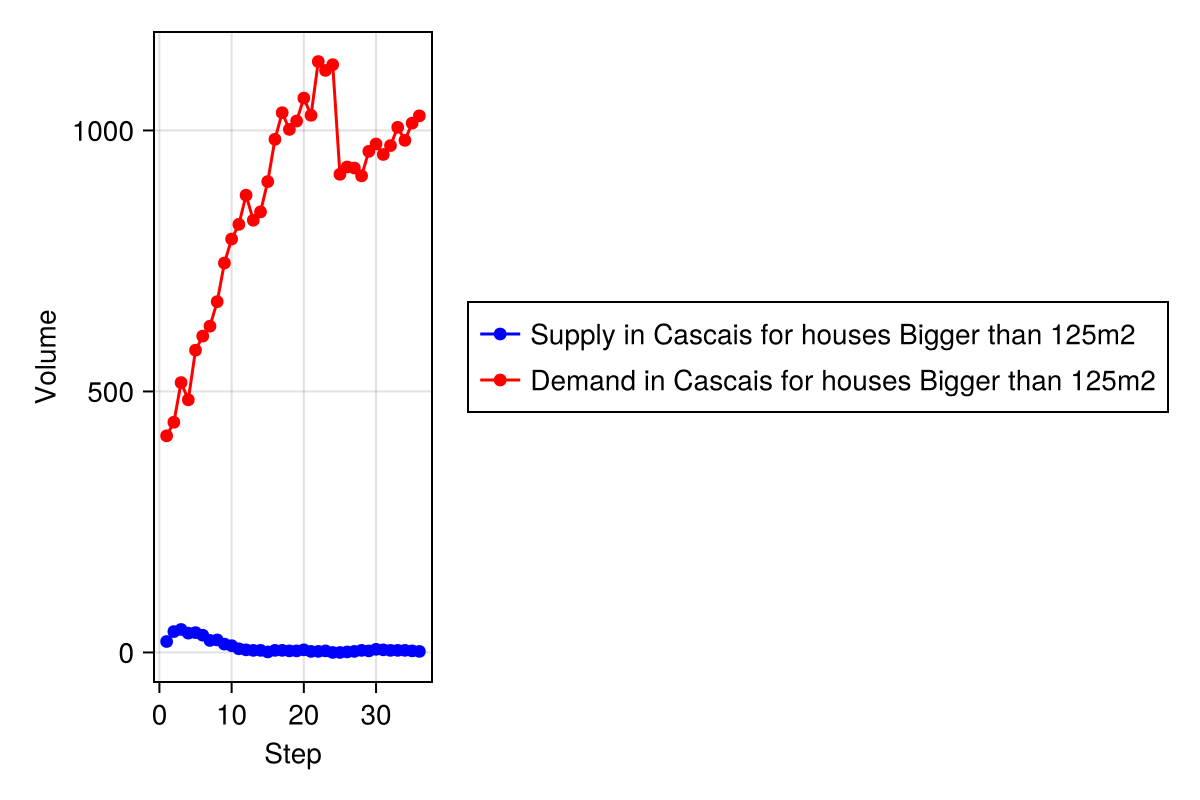 Volume
1000
500
0
0 10 20 30
Step
Supply in Cascais for houses Bigger than 125m2
Demand in Cascais for houses Bigger than 125m2